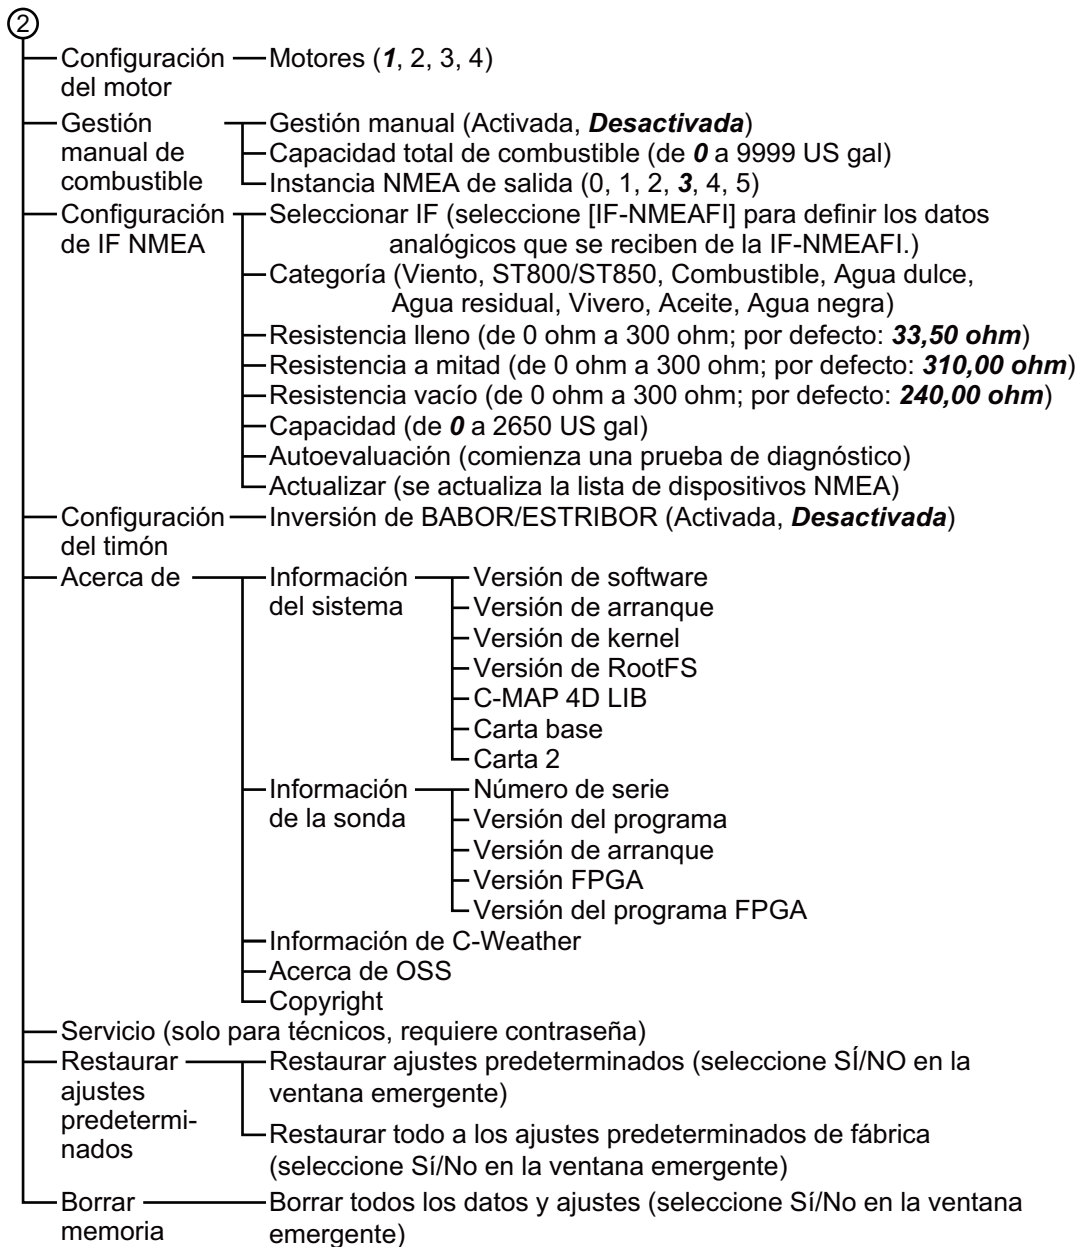 2
Configuración del motor
Motores (1, 2, 3, 4)
Gestión manual de combustible
Gestión manual (Activada, Desactivada)
Capacidad total de combustible (de 0 a 9999 US gal)
Instancia NMEA de salida (0, 1, 2, 3, 4, 5)
Configuración de IF NMEA
Seleccionar IF (seleccione [IF-NMEAFI] para definir los datos
analógicos que se reciben de la IF-NMEAFI.)
Categoría (Viento, ST800/ST850, Combustible, Agua dulce,
Agua residual, Vivero, Aceite, Agua negra)
Resistencia lleno (de 0 ohm a 300 ohm; por defecto: 33,50 ohm)
Resistencia a mitad (de 0 ohm a 300 ohm; por defecto: 310,00 ohm)
Resistencia vacío (de 0 ohm a 300 ohm; por defecto: 240,00 ohm)
Capacidad (de 0 a 2650 US gal)
Autoevaluación (comienza una prueba de diagnóstico)
Actualizar (se actualiza la lista de dispositivos NMEA)
Configuración del timón
Inversión de BABOR/ESTRIBOR (Activada, Desactivada)
Acerca de
Información del sistema
Versión de software
Versión de arranque
Versión de kernel
Versión de RootFS
C-MAP 4D LIB
Carta base
Carta 2
Información de la sonda
Número de serie
Versión del programa
Versión de arranque
Versión FPGA
Versión del programa FPGA
Información de C-Weather
Acerca de OSS
Copyright
Servicio (solo para técnicos, requiere contraseña)
Restaurar
ajustes
predetermi-
nados
Restaurar ajustes predeterminados (seleccione SÍ/NO en la
ventana emergente)
Restaurar todo a los ajustes predeterminados de fábrica
(seleccione Sí/No en la ventana emergente)
Borrar
memoria
Borrar todos los datos y ajustes (seleccione Sí/No en la ventana
emergente)